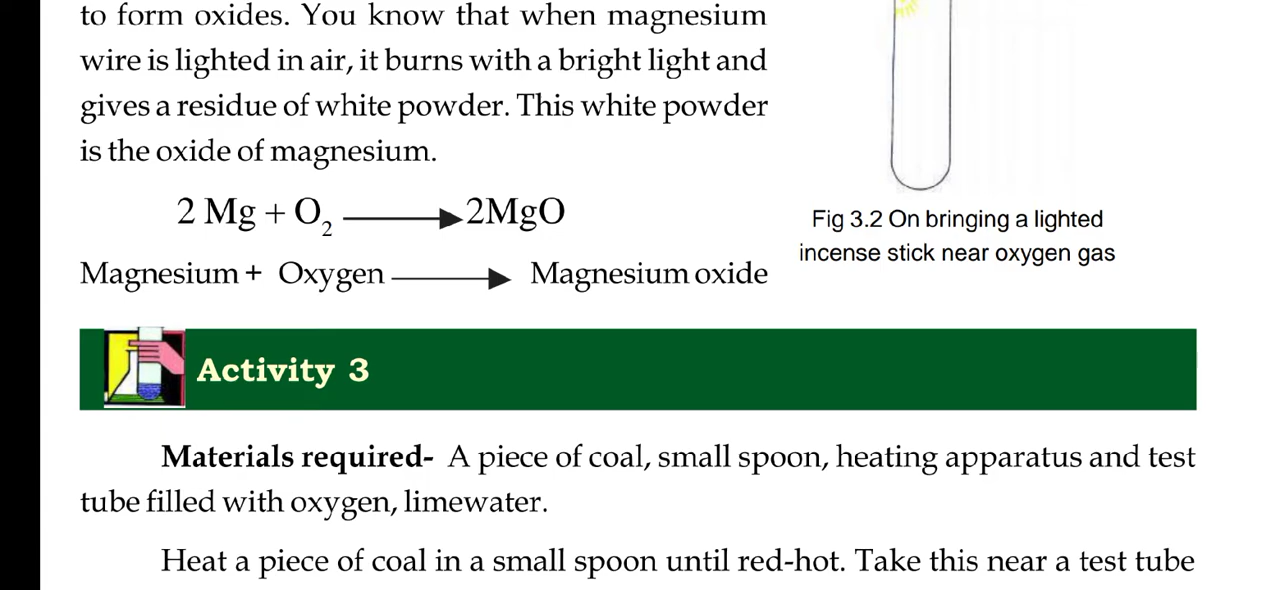 to form oxides. You know that when magnesium
wire is lighted in air, it burns with a bright light and
gives a residue of white powder. This white powder
is the oxide of magnesium.
2 Mg + O₂ ⟶ 2MgO
Magnesium + Oxygen ⟶ Magnesium oxide
Fig 3.2 On bringing a lighted
incense stick near oxygen gas
Activity 3
Materials required- A piece of coal, small spoon, heating apparatus and test
tube filled with oxygen, limewater.
Heat a piece of coal in a small spoon until red-hot. Take this near a test tube